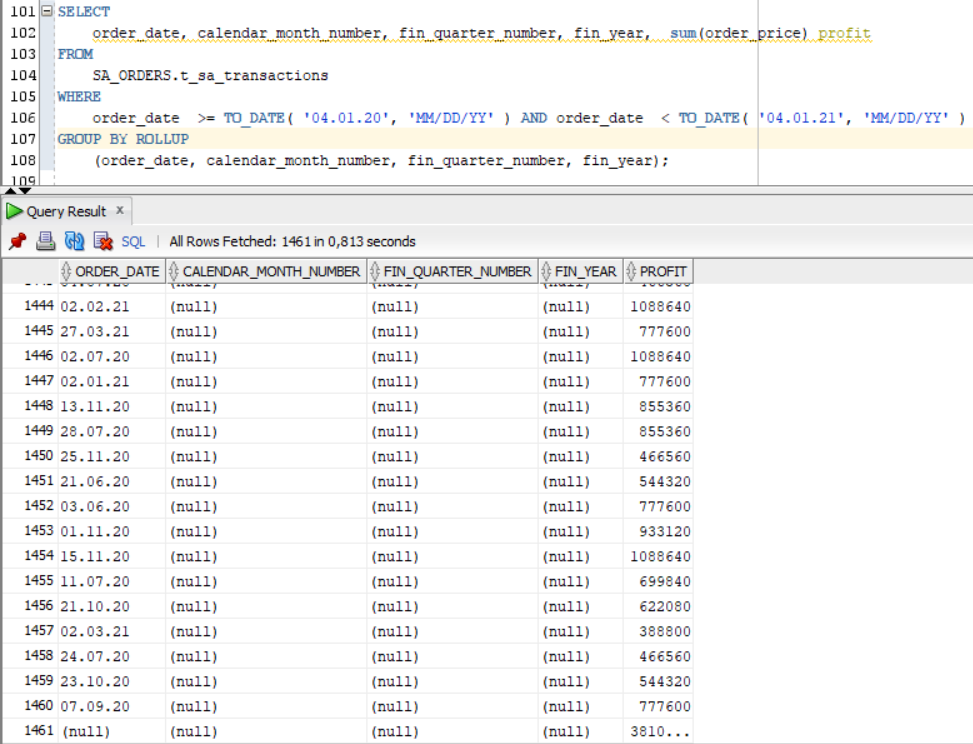 101 SELECT
102 order_date, calendar_month_number, fin_quarter_number, fin_year, sum(order_price) profit
103 FROM
104 SA_ORDERS.t_sa_transactions
105 WHERE
106 order_date >= TO_DATE( '04.01.20', 'MM/DD/YY' ) AND order_date < TO_DATE( '04.01.21', 'MM/DD/YY' )
107 GROUP BY ROLLUP
108 (order_date, calendar_month_number, fin_quarter_number, fin_year);
109
Query Result x
SQL | All Rows Fetched: 1461 in 0,813 seconds
ORDER_DATE CALENDAR_MONTH_NUMBER FIN_QUARTER_NUMBER FIN_YEAR PROFIT
1444 02.02.21 (null) (null) (null) 1088640
1445 27.03.21 (null) (null) (null) 777600
1446 02.07.20 (null) (null) (null) 1088640
1447 02.01.21 (null) (null) (null) 777600
1448 13.11.20 (null) (null) (null) 855360
1449 28.07.20 (null) (null) (null) 855360
1450 25.11.20 (null) (null) (null) 466560
1451 21.06.20 (null) (null) (null) 544320
1452 03.06.20 (null) (null) (null) 777600
1453 01.11.20 (null) (null) (null) 933120
1454 15.11.20 (null) (null) (null) 1088640
1455 11.07.20 (null) (null) (null) 699840
1456 21.10.20 (null) (null) (null) 622080
1457 02.03.21 (null) (null) (null) 388800
1458 24.07.20 (null) (null) (null) 466560
1459 23.10.20 (null) (null) (null) 544320
1460 07.09.20 (null) (null) (null) 777600
1461 (null) (null) (null) (null) 3810...